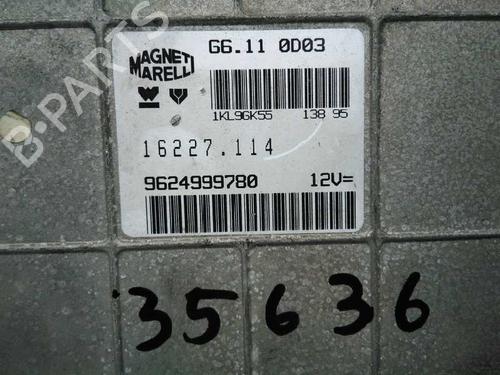 B-PARTS
MAGNETI
MARELLI
G6.11 0D03
1KL9GK55 138 95
16227.114
9624999780 12V=
35636